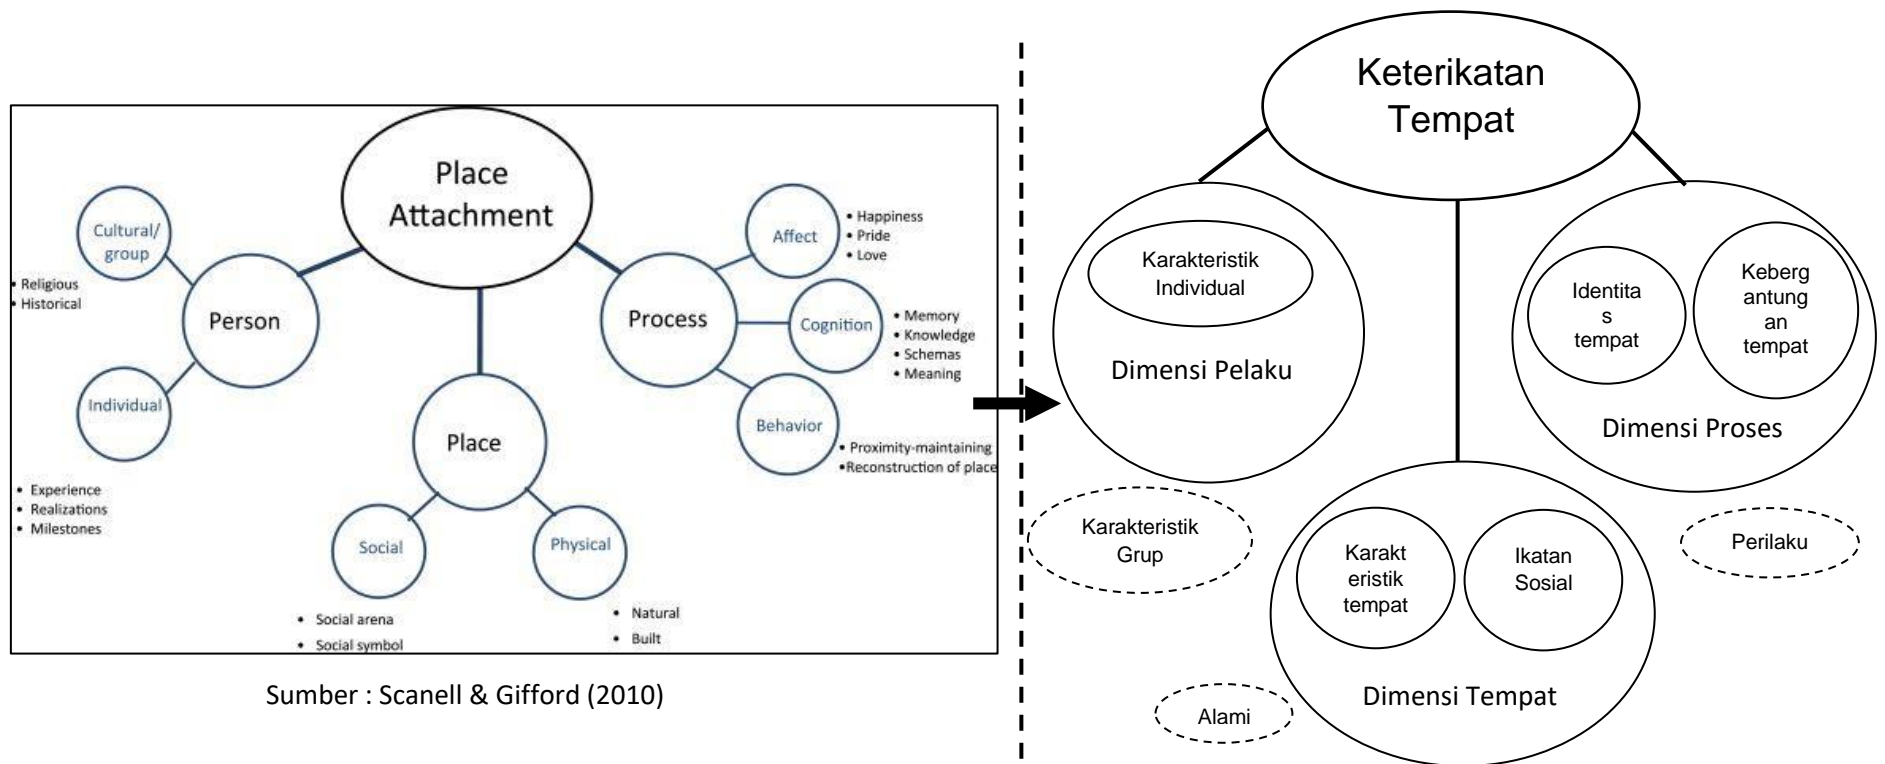 Place
Attachment
Cultural/
group
• Religious
• Historical
Person
Individual
• Experience
• Realizations
• Milestones
Process
Affect
• Happiness
• Pride
• Love
Cognition
• Memory
• Knowledge
• Schemas
• Meaning
Behavior
• Proximity-maintaining
•Reconstruction of place
Place
Social
• Social arena
• Social symbol
Physical
• Natural
• Built
Sumber : Scanell & Gifford (2010)
Keterikatan
Tempat
Karakteristik
Individual
Dimensi Pelaku
Karakteristik
Grup
Identita
s
tempat
Keberg
antung
an
tempat
Dimensi Proses
Perilaku
Karakt
eristik
tempat
Ikatan
Sosial
Dimensi Tempat
Alami